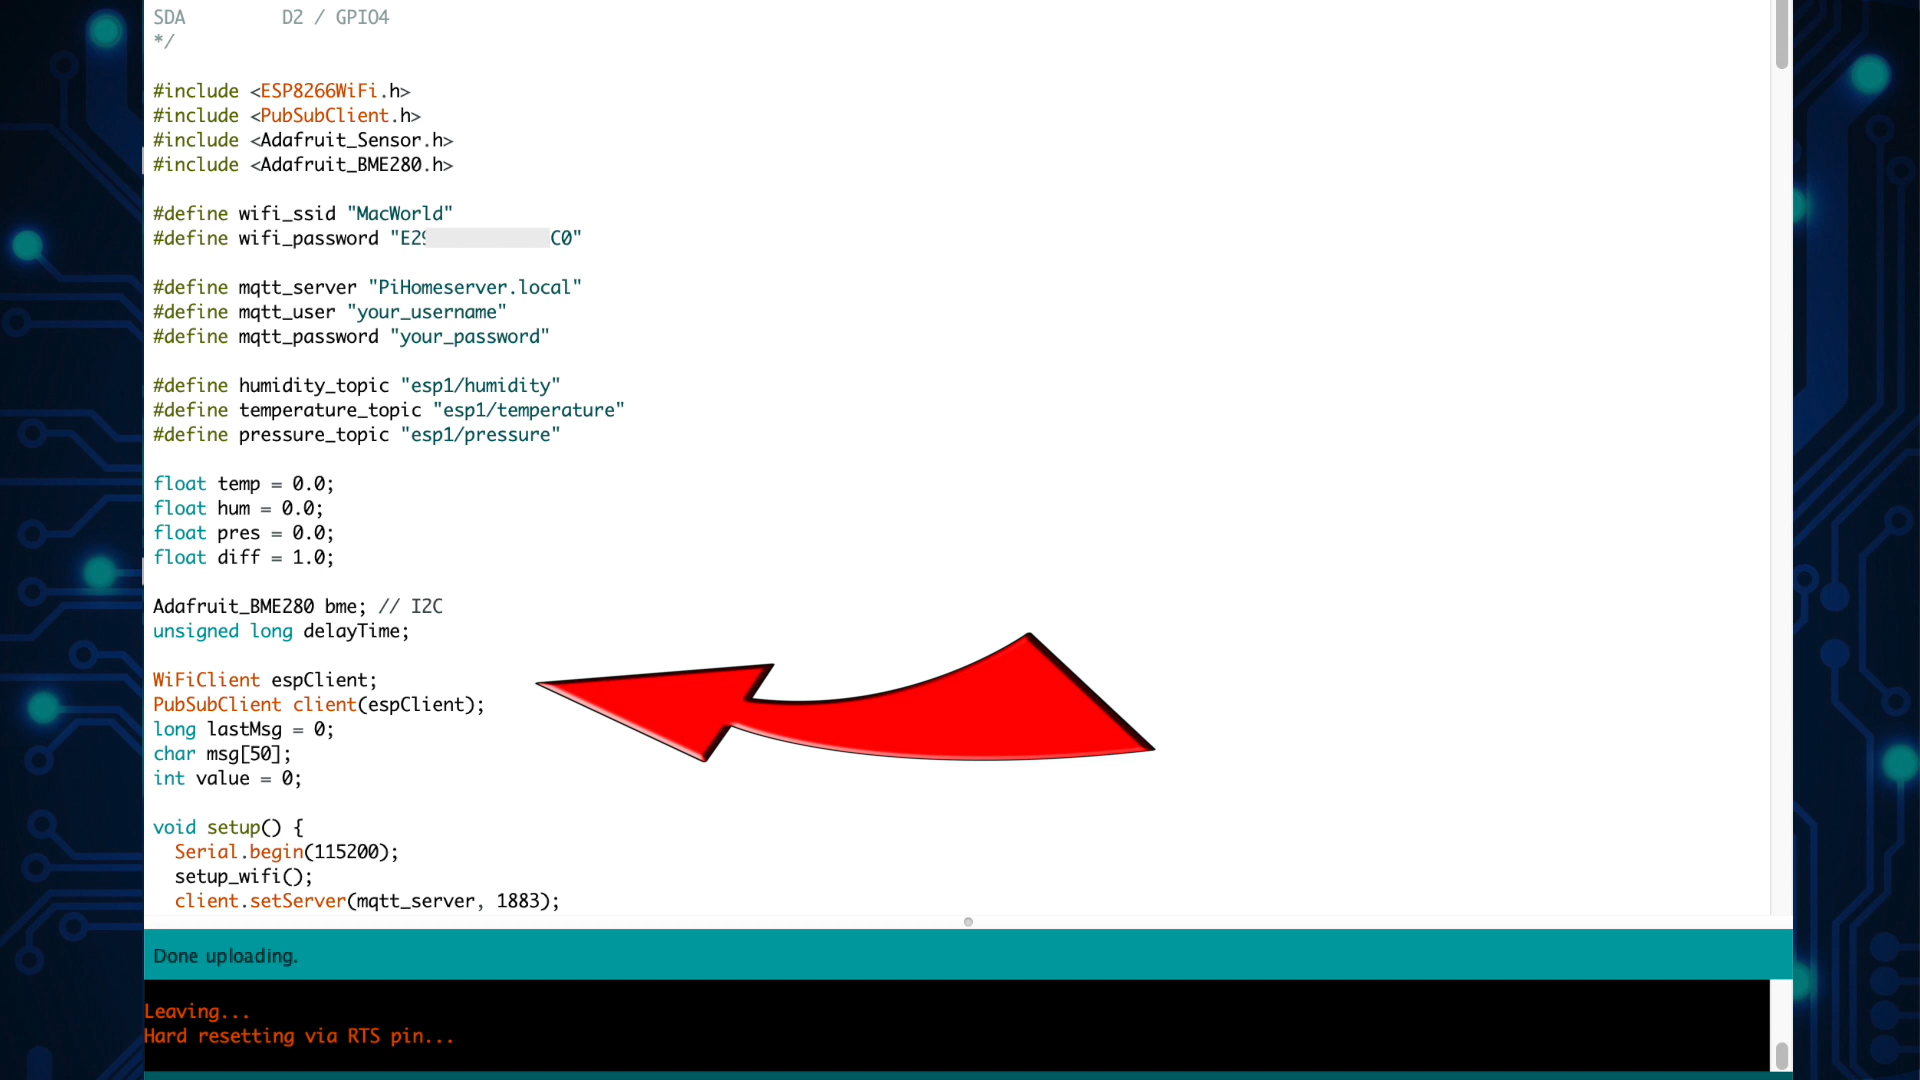 SDA         D2 / GPIO4
*/
#include <ESP8266WiFi.h>
#include <PubSubClient.h>
#include <Adafruit_Sensor.h>
#include <Adafruit_BME280.h>
#define wifi_ssid "MacWorld"
#define wifi_password "E29 C0"
#define mqtt_server "PiHomeserver.local"
#define mqtt_user "your_username"
#define mqtt_password "your_password"
#define humidity_topic "esp1/humidity"
#define temperature_topic "esp1/temperature"
#define pressure_topic "esp1/pressure"
float temp = 0.0;
float hum = 0.0;
float pres = 0.0;
float diff = 1.0;
Adafruit_BME280 bme; // I2C
unsigned long delayTime;
WiFiClient espClient;
PubSubClient client(espClient);
long lastMsg = 0;
char msg[50];
int value = 0;
void setup() {
  Serial.begin(115200);
  setup_wifi();
  client.setServer(mqtt_server, 1883);
Done uploading.
Leaving...
Hard resetting via RTS pin...